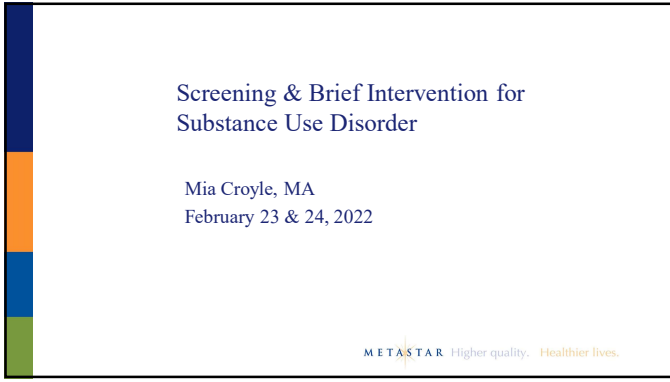 Screening & Brief Intervention for
Substance Use Disorder
Mia Croyle, MA
February 23 & 24, 2022
METASTAR Higher quality. Healthier lives.